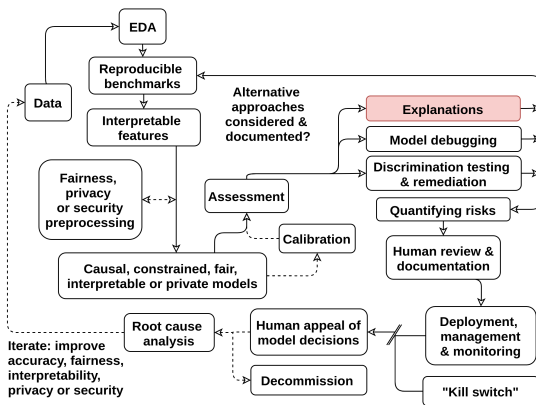 EDA
Reproducible
benchmarks
Data
Interpretable
features
Alternative
approaches
considered &
documented?
Explanations
Model debugging
Discrimination testing
& remediation
Fairness,
privacy
or security
preprocessing
Assessment
Quantifying risks
Calibration
Human review &
documentation
Causal, constrained, fair,
interpretable or private models
Root cause
analysis
Human appeal of
model decisions
Deployment,
management
& monitoring
Iterate: improve
accuracy, fairness,
interpretability,
privacy or security
Decommission
"Kill switch"